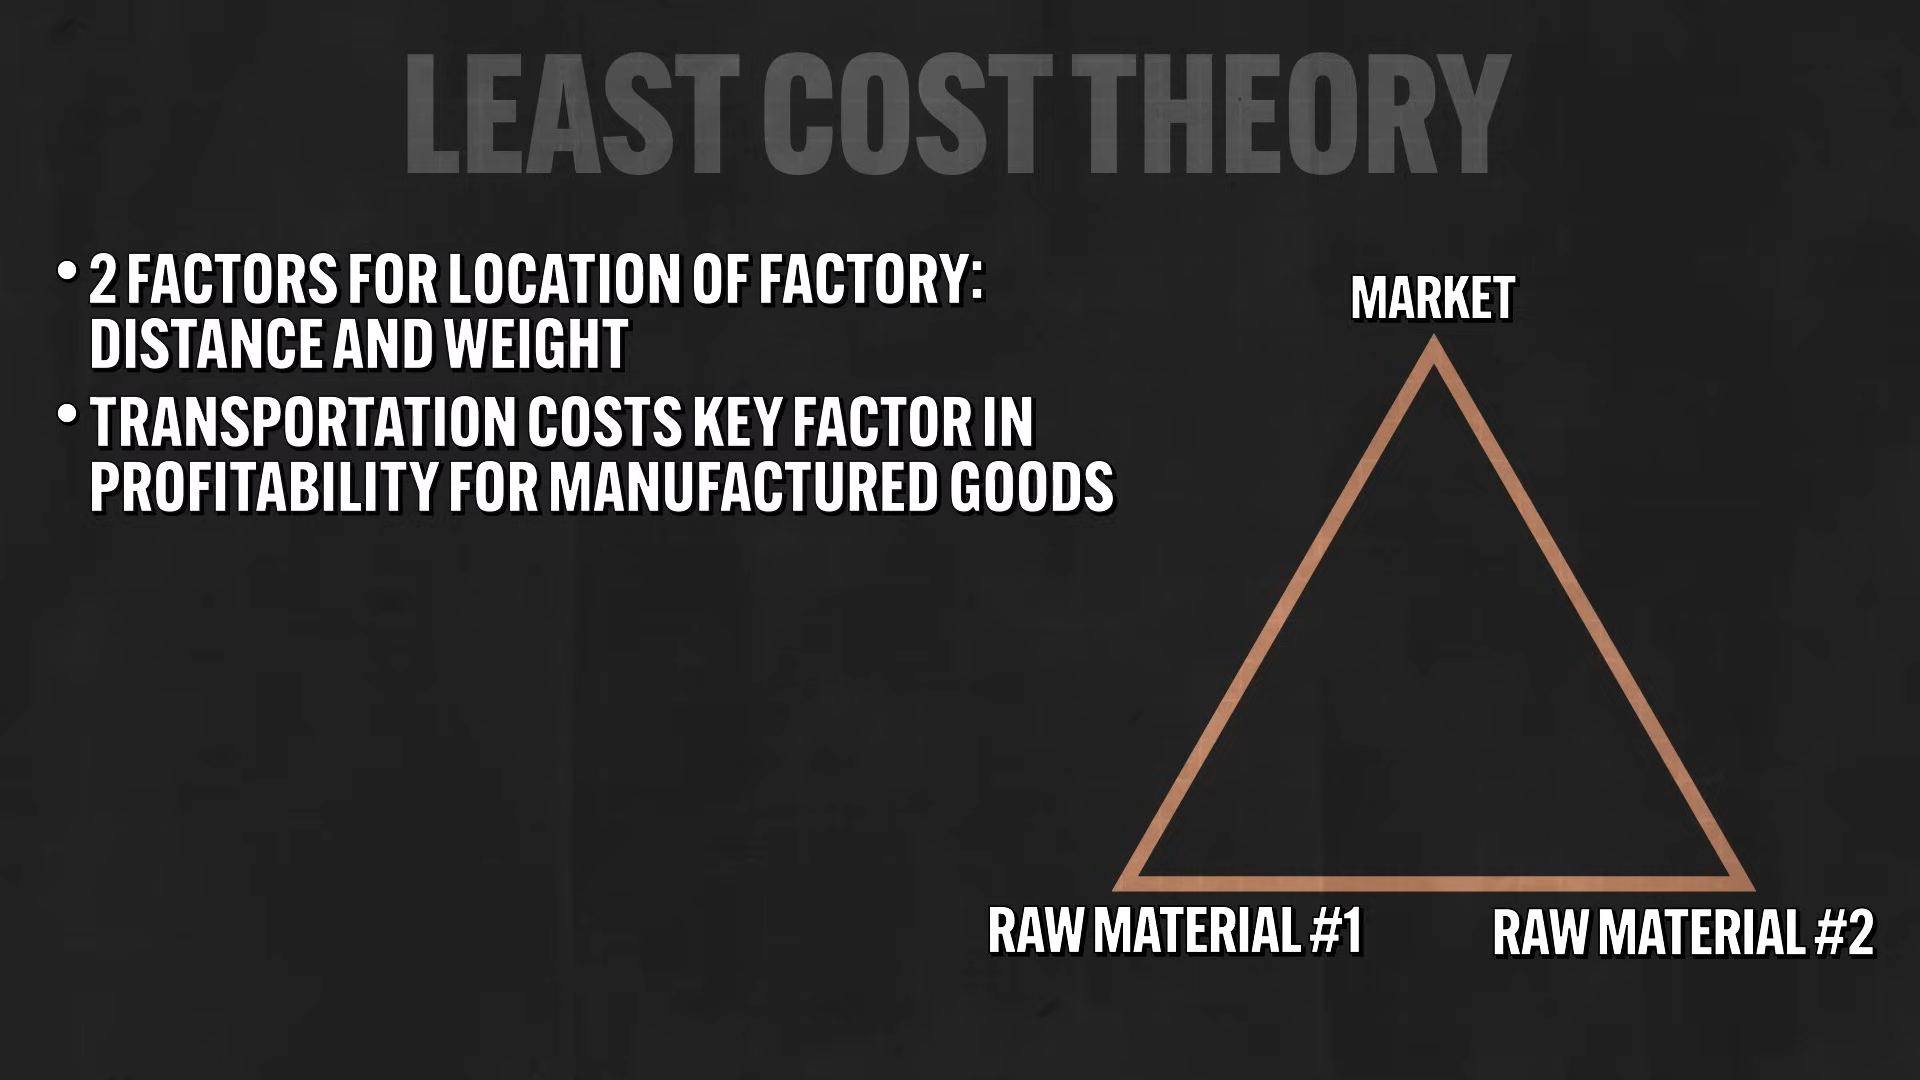 LEAST COST THEORY
• 2 FACTORS FOR LOCATION OF FACTORY:
DISTANCE AND WEIGHT
• TRANSPORTATION COSTS KEY FACTOR IN
PROFITABILITY FOR MANUFACTURED GOODS
MARKET
RAW MATERIAL #1
RAW MATERIAL #2